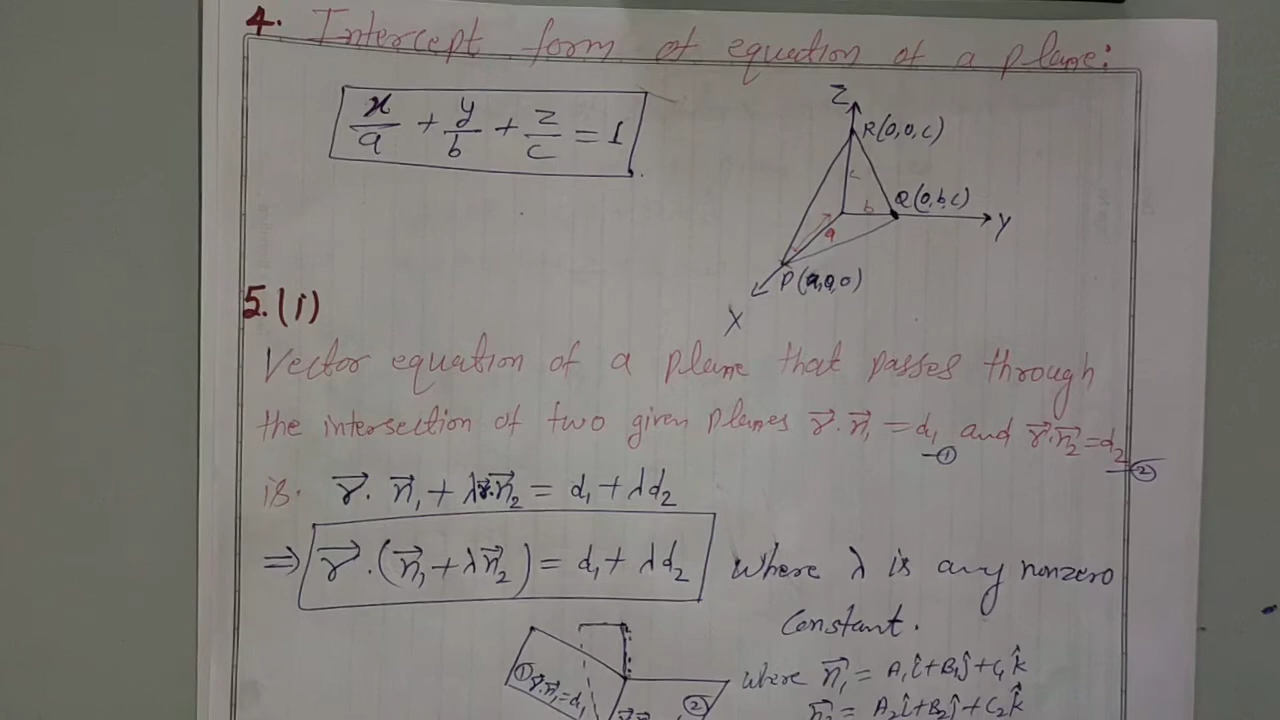 4. Intercept form of equation of a plane:
x/a + y/b + z/c = 1
Z
R(0,0,c)
c
b
Q(0,b,c)
Y
a
P(a,0,0)
X
5.(i)
Vector equation of a plane that passes through
the intersection of two given planes r⃗.n⃗₁ = d₁ and r⃗.n⃗₂ = d₂
① ②
is. r⃗. n⃗₁ + λr⃗.n⃗₂ = d₁ + λd₂
⇒ r⃗.(n⃗₁ + λn⃗₂) = d₁ + λd₂ where λ is any nonzero
constant.
where n⃗₁ = A₁î+B₁ĵ+C₁k̂
① r⃗.n⃗₁ = d₁
②
n⃗₂ = A₂î+B₂ĵ+C₂k̂